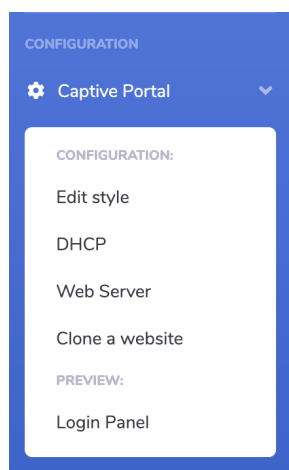 CONFIGURATION
Captive Portal
CONFIGURATION:
Edit style
DHCP
Web Server
Clone a website
PREVIEW:
Login Panel